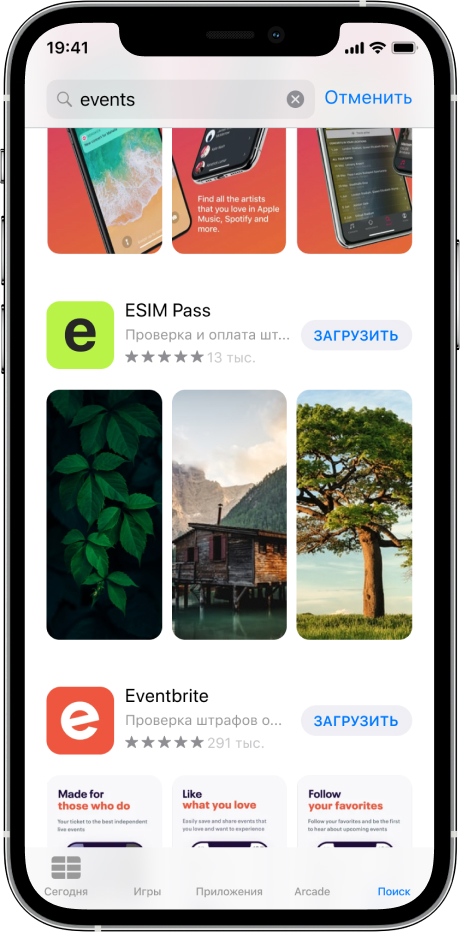 19:41
events
Отменить
Find all the artists
that you love in Apple
Music, Spotify and
more.
e
ESIM Pass
Проверка и оплата шт...
13 тыс.
ЗАГРУЗИТЬ
e
Eventbrite
Проверка штрафов о...
291 тыс.
ЗАГРУЗИТЬ
Made for
those who do
Your ticket to the best independent
live events
Like
what you love
Easily save and share events that
you love and want to experience
Follow
your favorites
Follow your favorites and be the first
to hear about upcoming events
Сегодня
Игры
Приложения
Arcade
Поиск